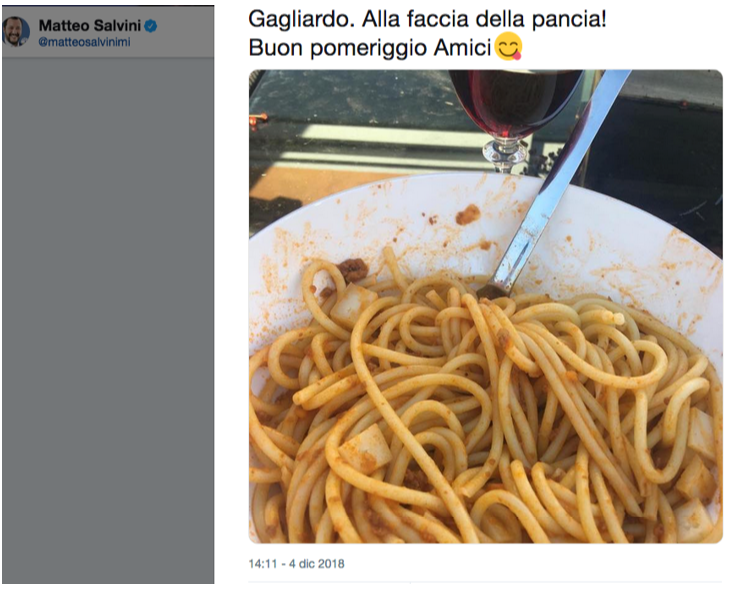 Matteo Salvini
@matteosalvinimi
Gagliardo. Alla faccia della pancia!
Buon pomeriggio Amici😋
14:11 - 4 dic 2018